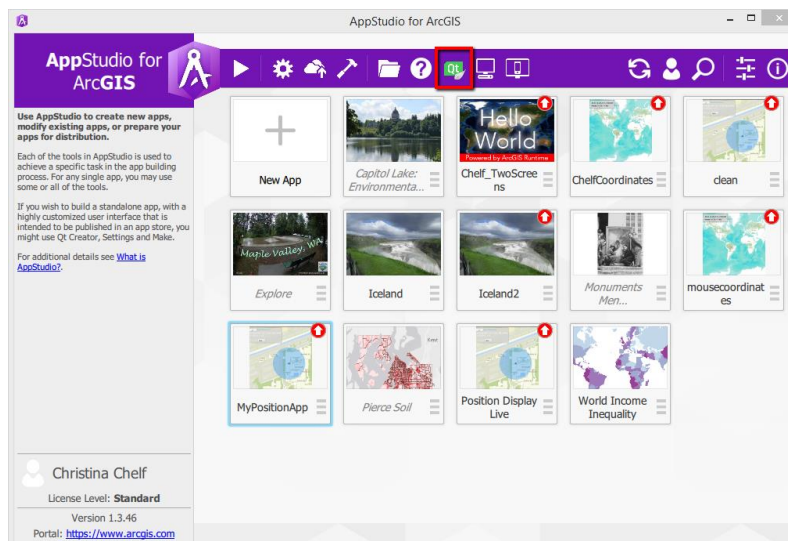 AppStudio for ArcGIS
AppStudio for
ArcGIS
Qt
Use AppStudio to create new apps,
modify existing apps, or prepare your
apps for distribution.
Each of the tools in AppStudio is used to
achieve a specific task in the app building
process. For any single app, you may use
some or all of the tools.
If you wish to build a standalone app, with a
highly customized user interface that is
intended to be published in an app store, you
might use Qt Creator, Settings and Make.
For additional details see What is
AppStudio?.
New App
Capitol Lake:
Environmenta...
Hello
World
Powered by ArcGIS Runtime
Chelf_TwoScree
ns
ChelfCoordinates
clean
Maple Valley, WA
Explore
Iceland
Iceland2
Monuments
Men...
mousecoordinat
es
MyPositionApp
Pierce Soil
Position Display
Live
World Income
Inequality
Christina Chelf
License Level: Standard
Version 1.3.46
Portal: https://www.arcgis.com